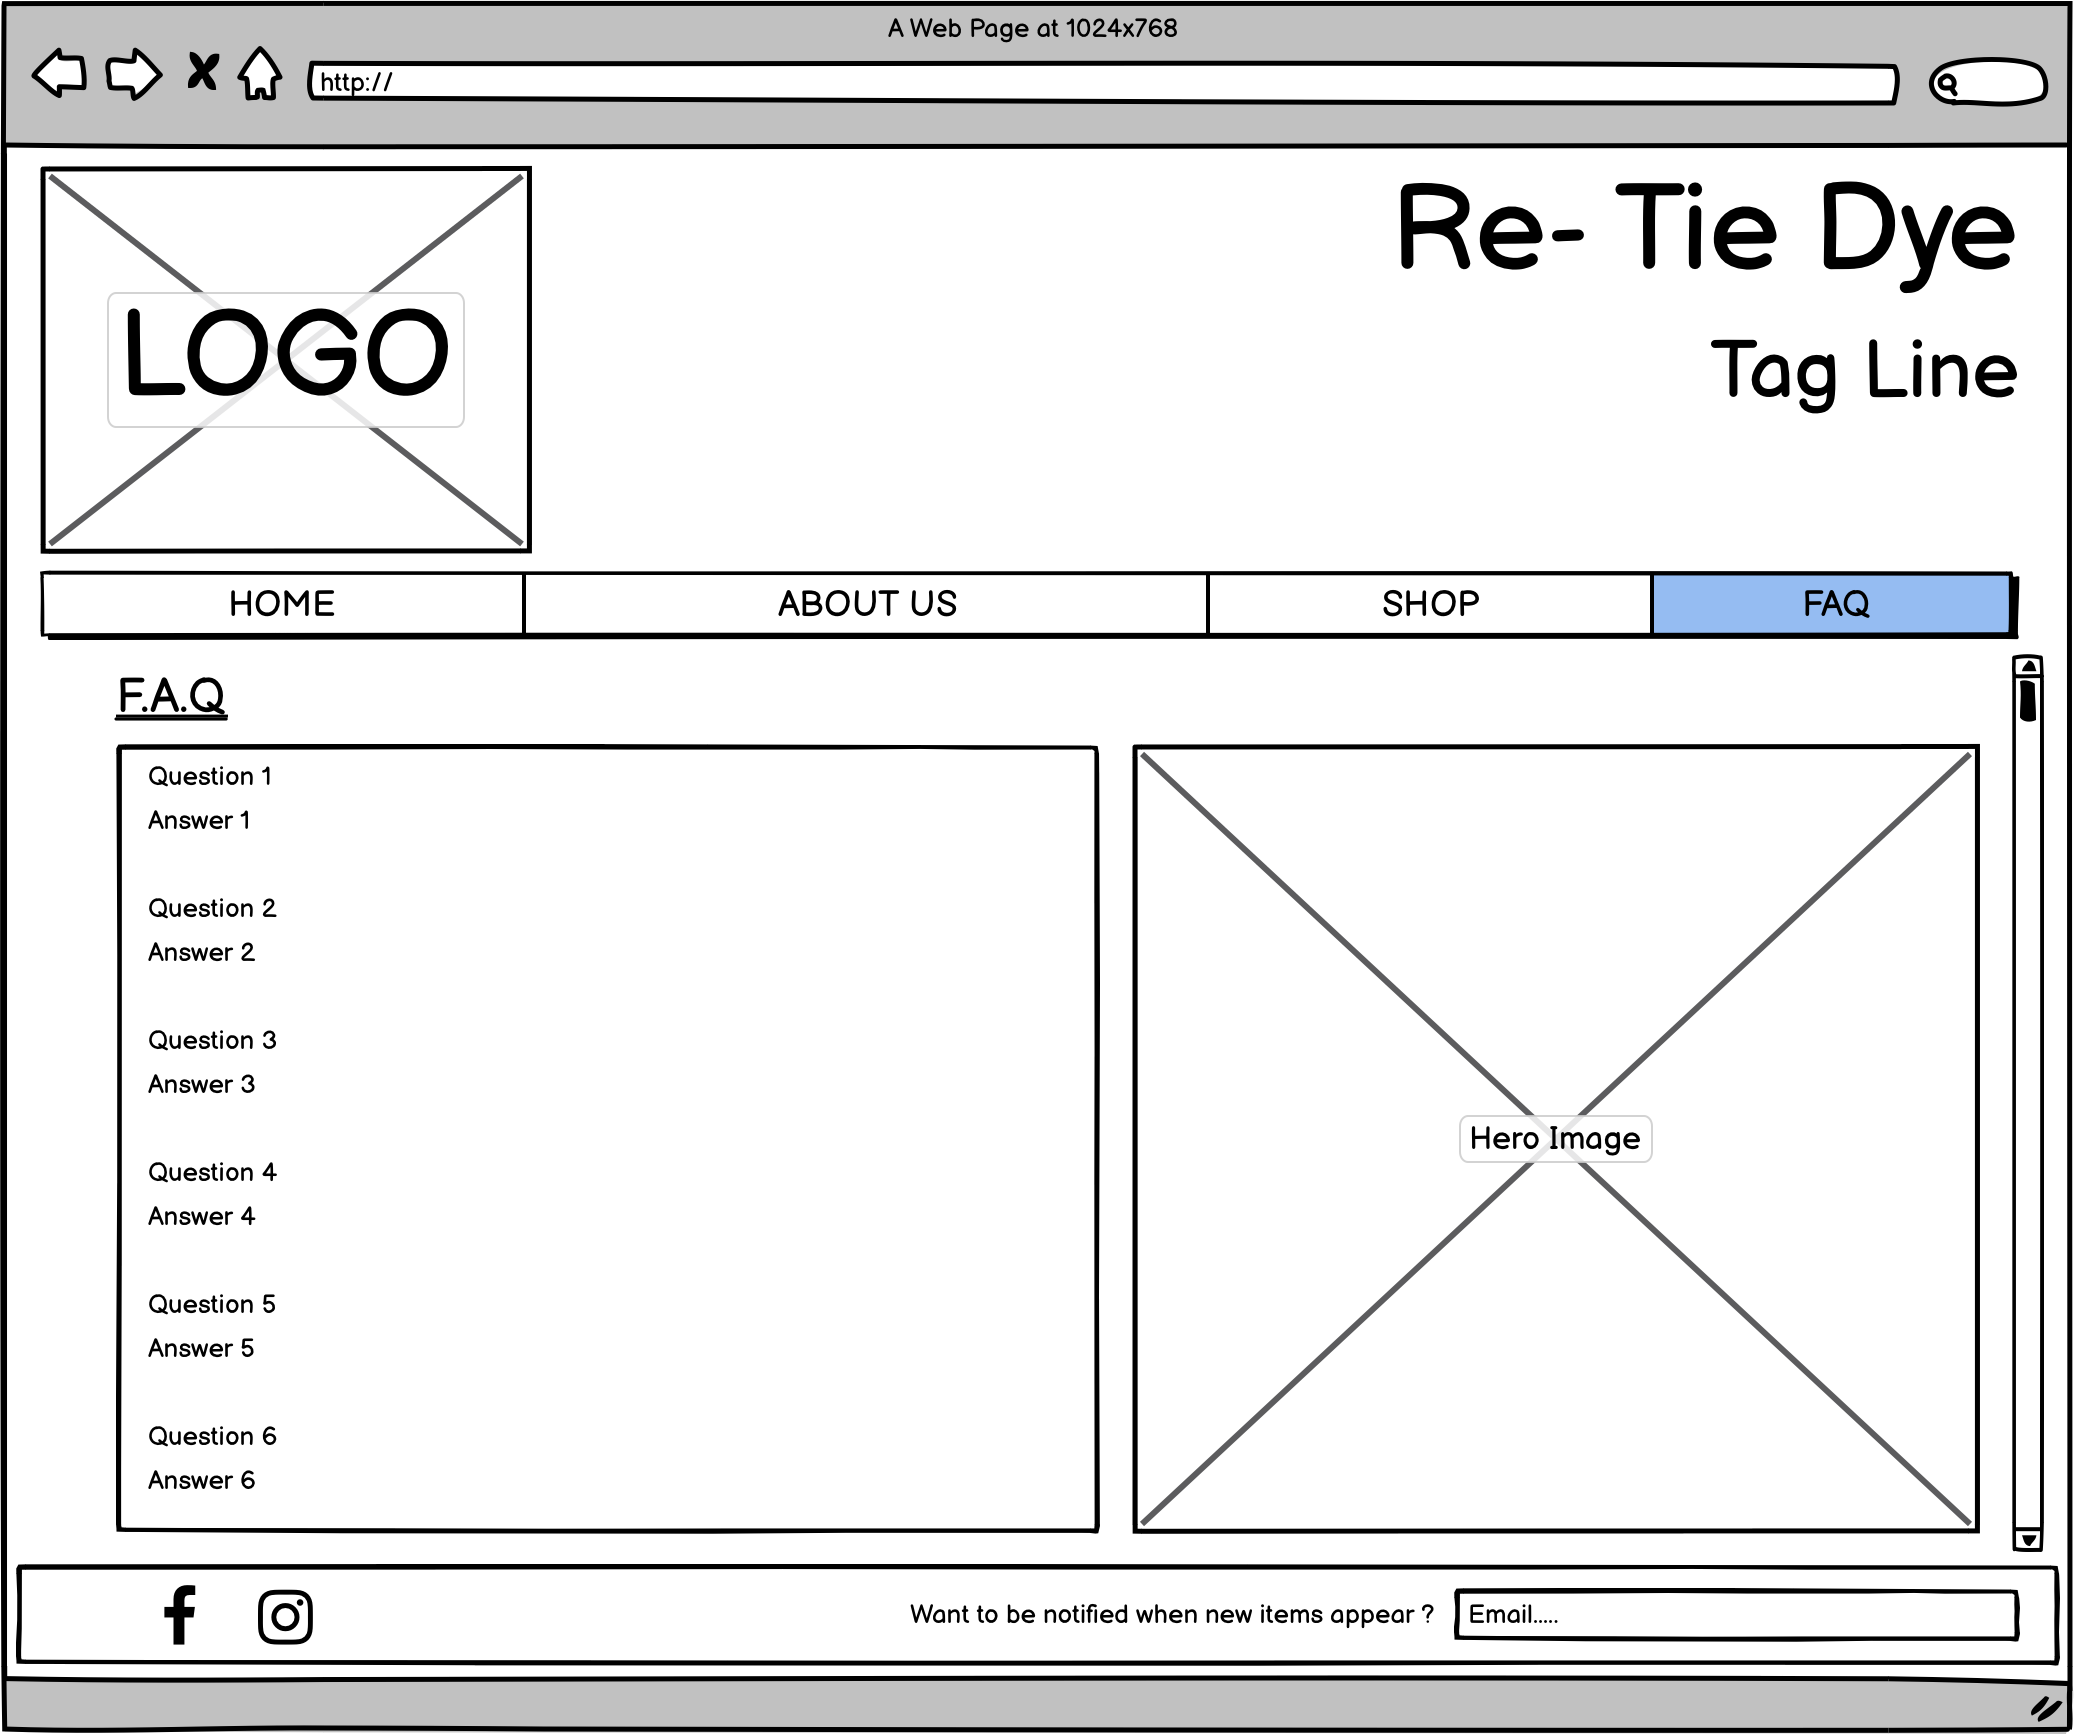 A Web Page at 1024x768
http://
LOGO
Re- Tie Dye
Tag Line
HOME ABOUT US SHOP FAQ
F.A.Q
Question 1
Answer 1
Question 2
Answer 2
Question 3
Answer 3
Question 4
Answer 4
Question 5
Answer 5
Question 6
Answer 6
Hero Image
Want to be notified when new items appear ? Email.....